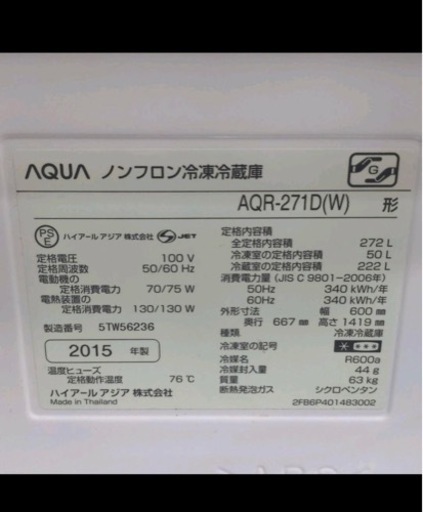 AQUA ノンフロン冷凍冷蔵庫
G
AQR-271D(W) 形
PSE ハイアール アジア 株式会社 JET
定格電圧 100 V
定格周波数 50/60 Hz
電動機の
定格消費電力 70/75 W
電熱装置の
定格消費電力 130/130 W
製造番号 5TW56236
2015 年製
温度ヒューズ
定格動作温度 76℃
ハイアール アジア 株式会社
Made in Thailand
定格内容積
全定格内容積 272 L
冷凍室の定格内容積 50 L
冷蔵室の定格内容積 222 L
消費電力量 (JIS C 9801-2006年)
50Hz 340 kWh/年
60Hz 340 kWh/年
外形寸法 幅 600 mm
奥行 667 mm 高さ 1419 mm
種類 冷凍冷蔵庫
冷凍室の記号
冷媒名 R600a
冷媒封入量 44 g
質量 63 kg
断熱発泡ガス シクロペンタン
2FB6P401483002